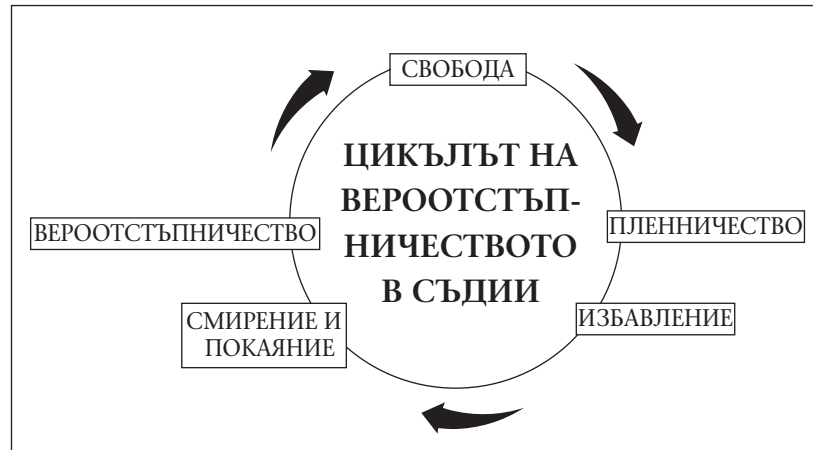 СВОБОДА
ЦИКЪЛЪТ НА
ВЕРООТСТЪП-
НИЧЕСТВОТО
В СЪДИИ
ВЕРООТСТЪПНИЧЕСТВО
ПЛЕННИЧЕСТВО
СМИРЕНИЕ И
ПОКАЯНИЕ
ИЗБАВЛЕНИЕ